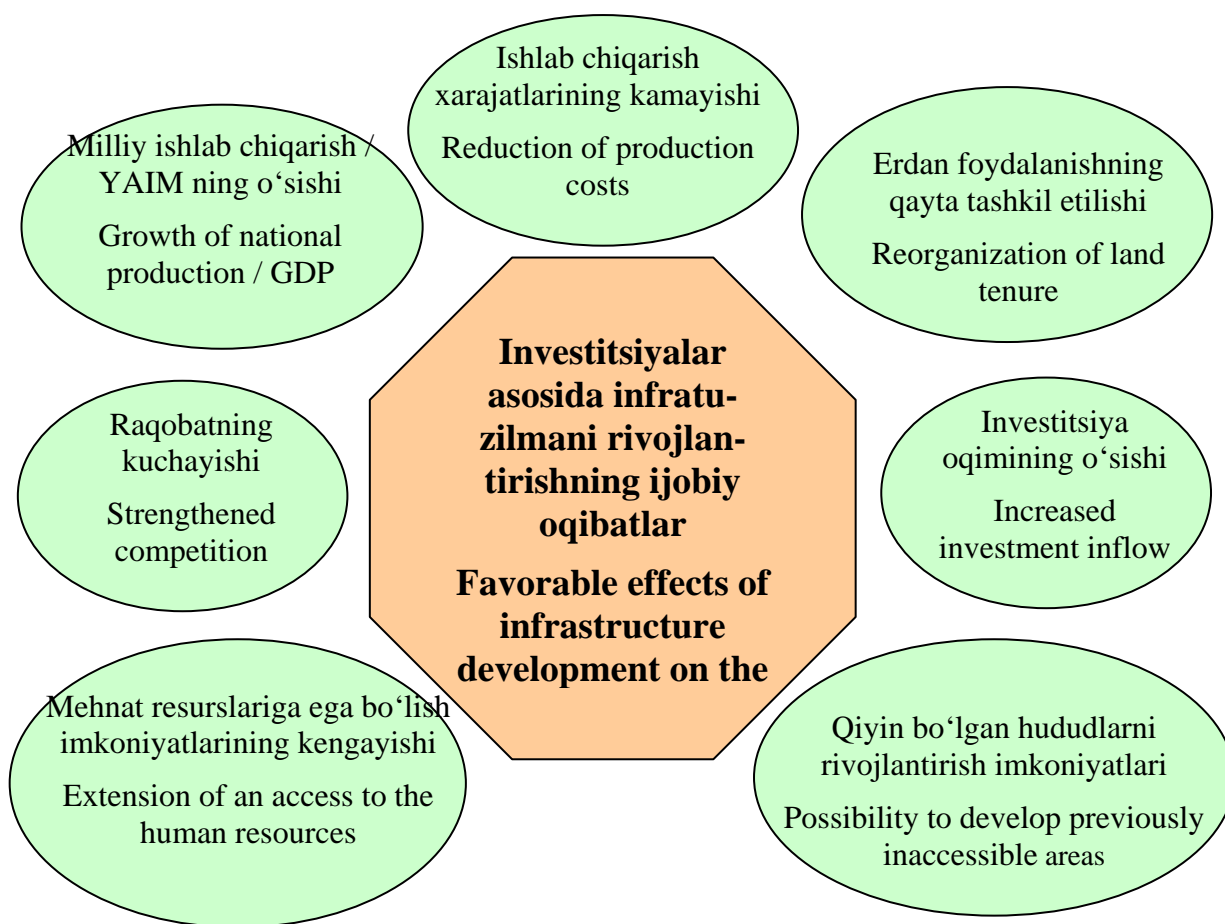 Ishlab chiqarish
xarajatlarining kamayishi
Reduction of production
costs
Milliy ishlab chiqarish /
YAIM ning o‘sishi
Growth of national
production / GDP
Erdan foydalanishning
qayta tashkil etilishi
Reorganization of land
tenure
Investitsiyalar
asosida infratu-
zilmani rivojlan-
tirishning ijobiy
oqibatlar
Favorable effects of
infrastructure
development on the
Raqobatning
kuchayishi
Strengthened
competition
Investitsiya
oqimining o‘sishi
Increased
investment inflow
Mehnat resurslariga ega bo‘lish
imkoniyatlarining kengayishi
Extension of an access to the
human resources
Qiyin bo‘lgan hududlarni
rivojlantirish imkoniyatlari
Possibility to develop previously
inaccessible areas